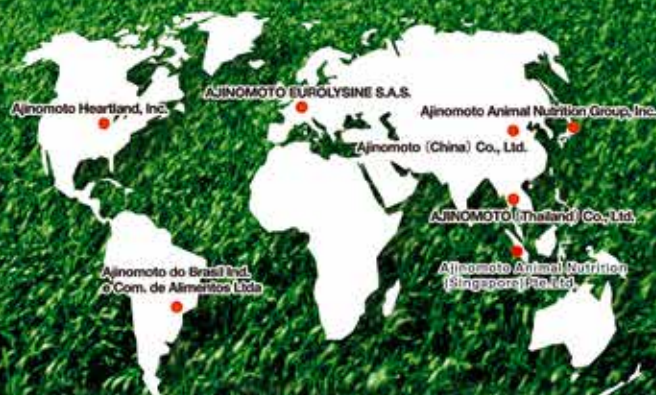 AJINOMOTO EUROLYSINE S.A.S.
Ajinomoto Heartland, Inc.
Ajinomoto Animal Nutrition Group, Inc.
Ajinomoto (China) Co., Ltd.
AJINOMOTO (Thailand) Co., Ltd.
Ajinomoto do Brasil Ind.
e Com. de Alimentos Ltda
Ajinomoto Animal Nutrition
(Singapore) Pte.Ltd.